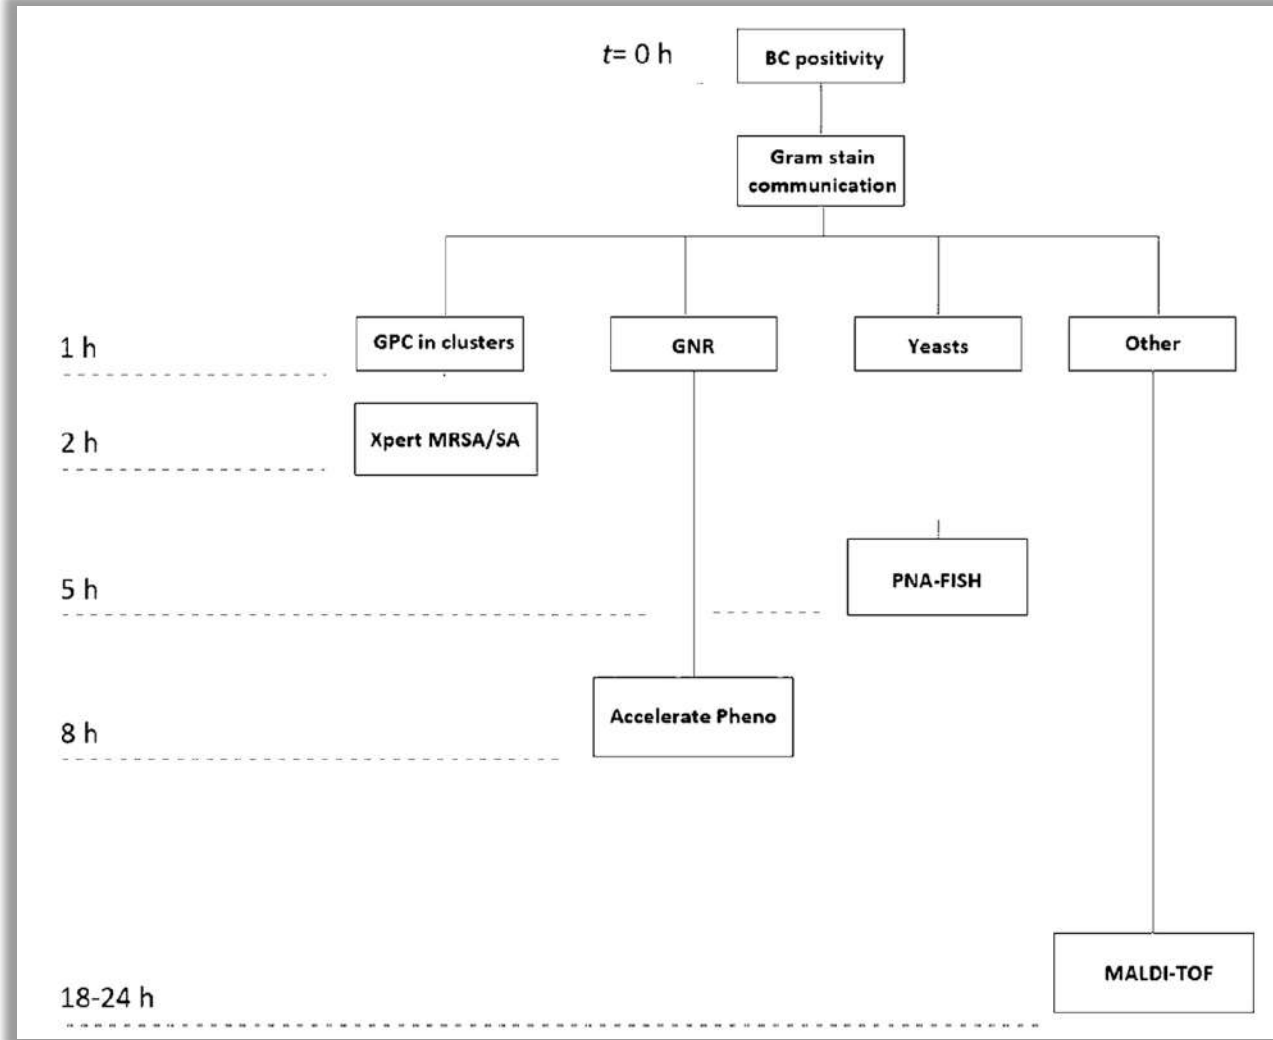 t= 0 h
BC positivity
Gram stain
communication
1 h
GPC in clusters
GNR
Yeasts
Other
2 h
Xpert MRSA/SA
5 h
PNA-FISH
8 h
Accelerate Pheno
18-24 h
MALDI-TOF